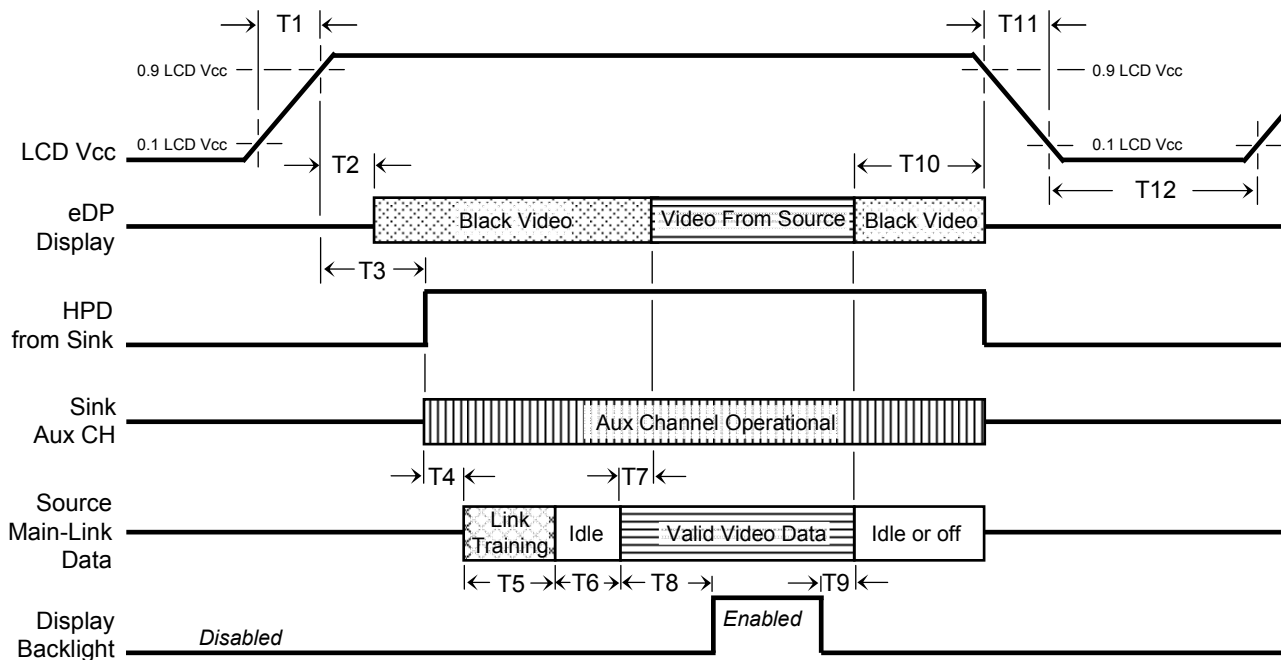 T1
T11
0.9 LCD Vcc
0.9 LCD Vcc
0.1 LCD Vcc
0.1 LCD Vcc
LCD Vcc
T2
T10
T12
eDP
Display
Black Video
Video From Source
Black Video
T3
HPD
from Sink
Sink
Aux CH
Aux Channel Operational
T4
T7
Source
Main-Link
Data
Link
Training
Idle
Valid Video Data
Idle or off
T5
T6
T8
T9
Display
Backlight
Disabled
Enabled